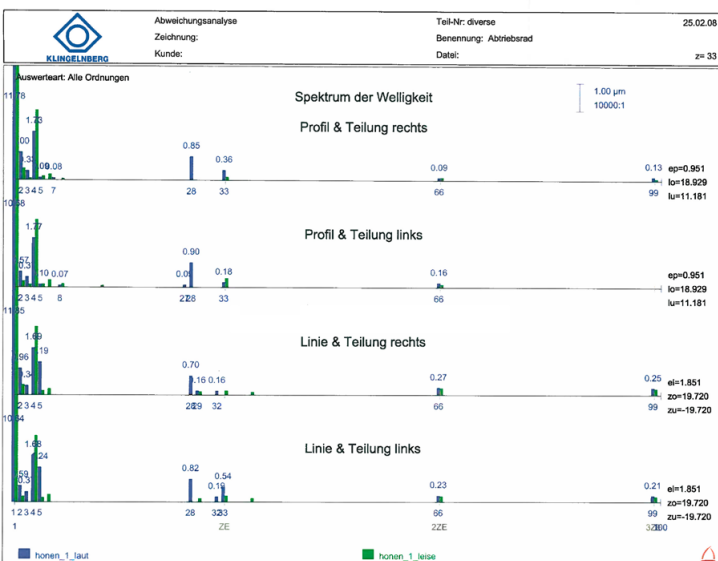 Abweichungsanalyse
Teil-Nr: diverse
25.02.08
Zeichnung:
Benennung: Abtriebsrad
Kunde:
Datei:
z= 33
KLINGELNBERG
Auswerteart: Alle Ordnungen
1.00 µm
10000:1
Spektrum der Welligkeit
Profil & Teilung rechts
11.78
1.73
0.08
0.85
0.36
0.09
0.13
ep=0.951
lo=18.929
lu=11.181
2 3 4 5 7 28 33 66 99
Profil & Teilung links
10.58
1.77
0.07
0.90
0.18
0.16
ep=0.951
lo=18.929
lu=11.181
2 3 4 5 28 33 66
Linie & Teilung rechts
0.70
0.16
0.27
0.25
el=1.851
zo=19.720
zu=-19.720
2 3 4 5 29 32 66 99
Linie & Teilung links
0.82
0.54
0.23
0.21
el=1.851
zo=19.720
zu=-19.720
1 2 3 4 5 28 33 66 99
1 ZE 2ZE
honen_1_laut
honen_1_leise